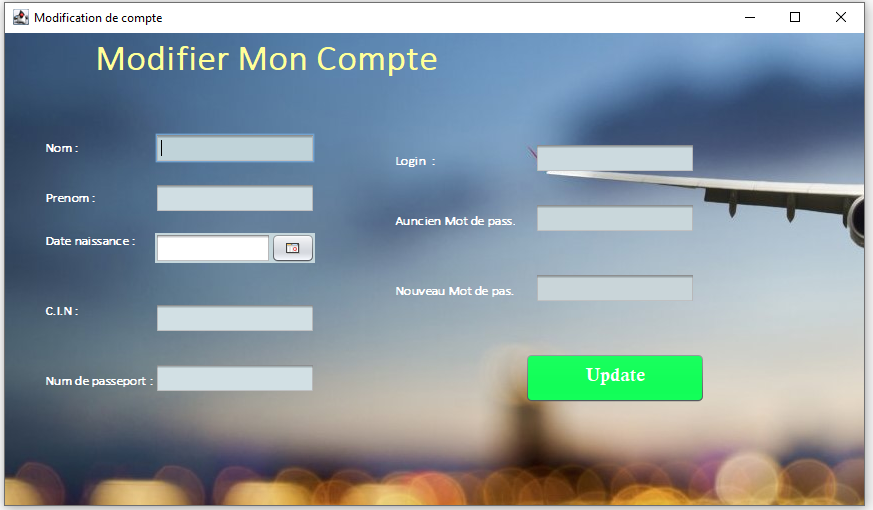 Modification de compte
Modifier Mon Compte
Nom :
Prenom :
Date naissance :
C.I.N :
Num de passeport :
Login :
Auncien Mot de pass.
Nouveau Mot de pas.
Update